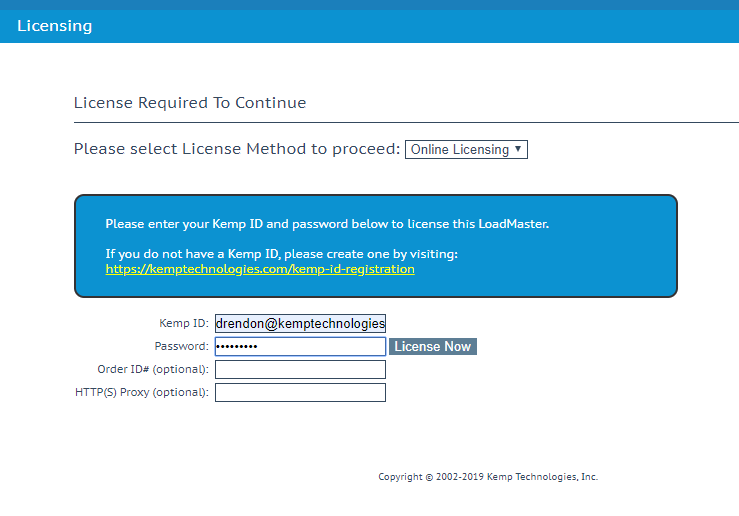 Licensing
License Required To Continue
Please select License Method to proceed: Online Licensing ▼
Please enter your Kemp ID and password below to license this LoadMaster.
If you do not have a Kemp ID, please create one by visiting:
https://kemptechnologies.com/kemp-id-registration
Kemp ID: drendon@kemptechnologies
Password: ••••••••• License Now
Order ID# (optional):
HTTP(S) Proxy (optional):
Copyright © 2002-2019 Kemp Technologies, Inc.